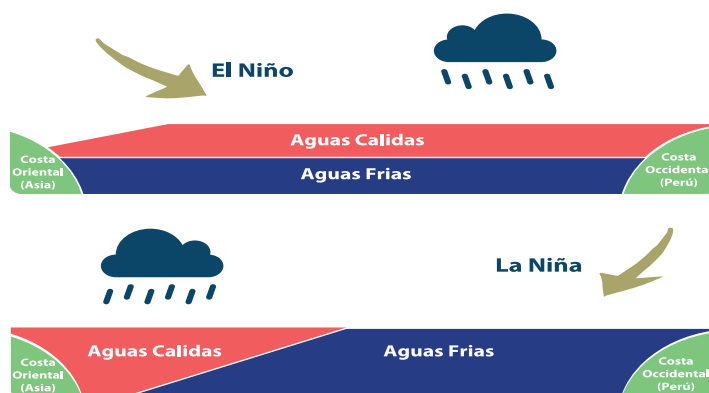 El Niño
Aguas Calidas
Aguas Frias
Costa
Oriental
(Asia)
Costa
Occidental
(Perú)
La Niña
Aguas Calidas
Aguas Frias
Costa
Oriental
(Asia)
Costa
Occidental
(Perú)